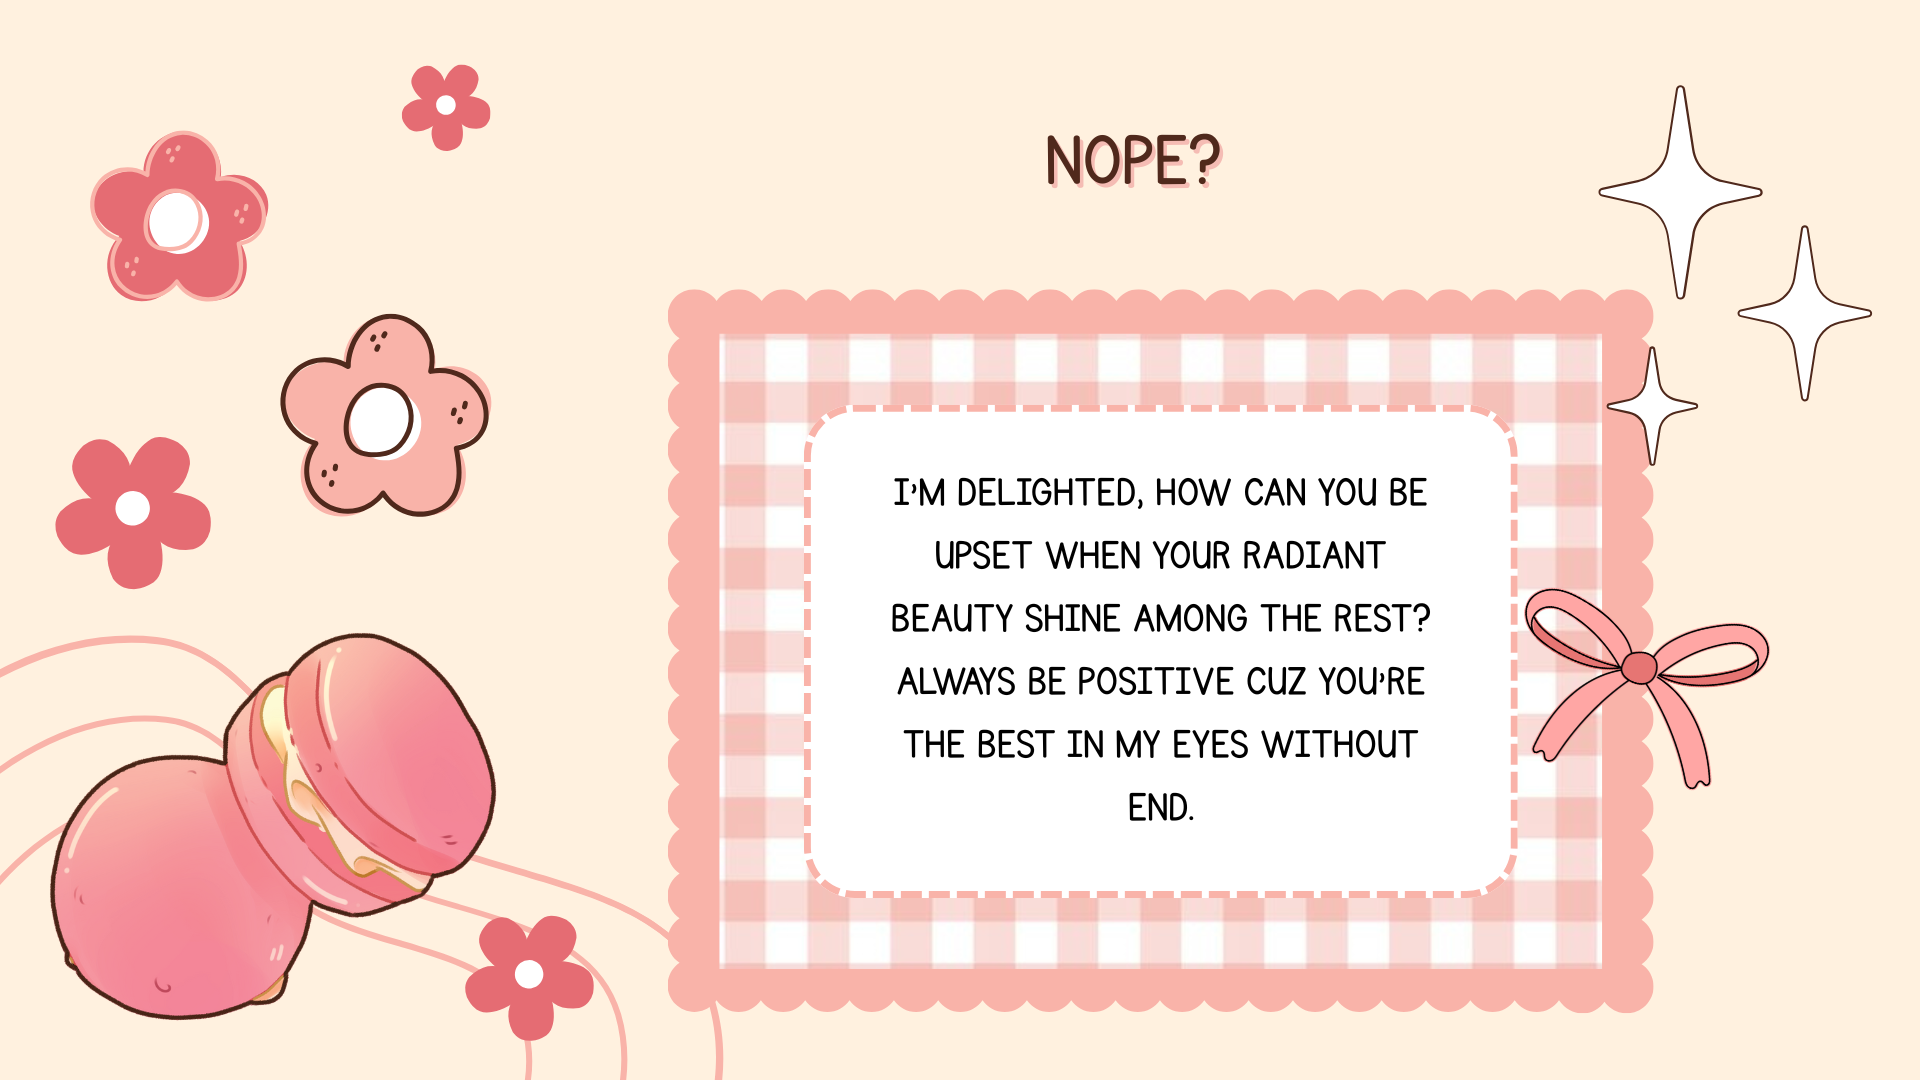 NOPE?
I'M DELIGHTED, HOW CAN YOU BE
UPSET WHEN YOUR RADIANT
BEAUTY SHINE AMONG THE REST?
ALWAYS BE POSITIVE CUZ YOU'RE
THE BEST IN MY EYES WITHOUT
END.